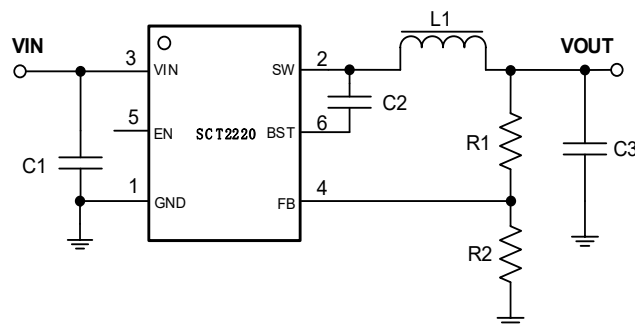 L1
VIN
VOUT
3
VIN
SW
2
C2
5
EN
SCT2220
BST
6
R1
C3
C1
1
GND
FB
4
R2